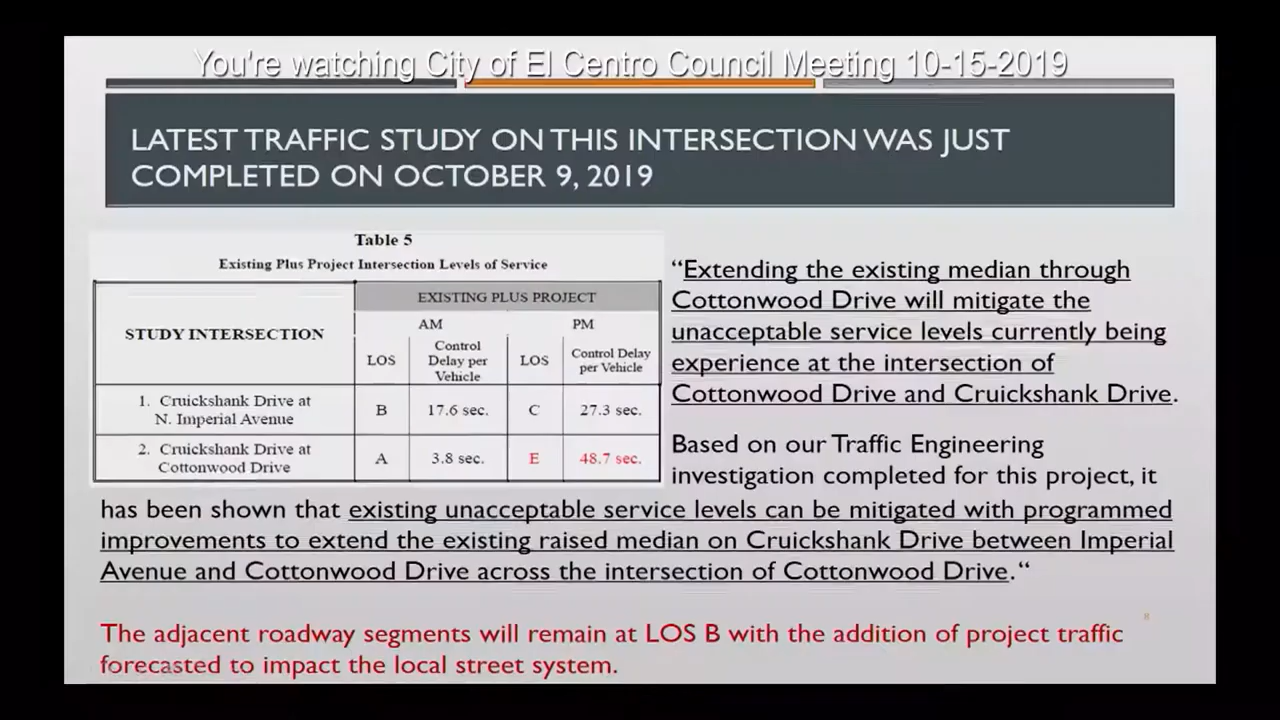 You're watching City of El Centro Council Meeting 10-15-2019
LATEST TRAFFIC STUDY ON THIS INTERSECTION WAS JUST
COMPLETED ON OCTOBER 9, 2019
Table 5
Existing Plus Project Intersection Levels of Service
STUDY INTERSECTION
EXISTING PLUS PROJECT
AM PM
LOS Control Delay per Vehicle LOS Control Delay per Vehicle
1. Cruickshank Drive at N. Imperial Avenue B 17.6 sec. C 27.3 sec.
2. Cruickshank Drive at Cottonwood Drive A 3.8 sec. E 48.7 sec.
“Extending the existing median through
Cottonwood Drive will mitigate the
unacceptable service levels currently being
experience at the intersection of
Cottonwood Drive and Cruickshank Drive.
Based on our Traffic Engineering
investigation completed for this project, it
has been shown that existing unacceptable service levels can be mitigated with programmed
improvements to extend the existing raised median on Cruickshank Drive between Imperial
Avenue and Cottonwood Drive across the intersection of Cottonwood Drive.“
The adjacent roadway segments will remain at LOS B with the addition of project traffic
forecasted to impact the local street system.